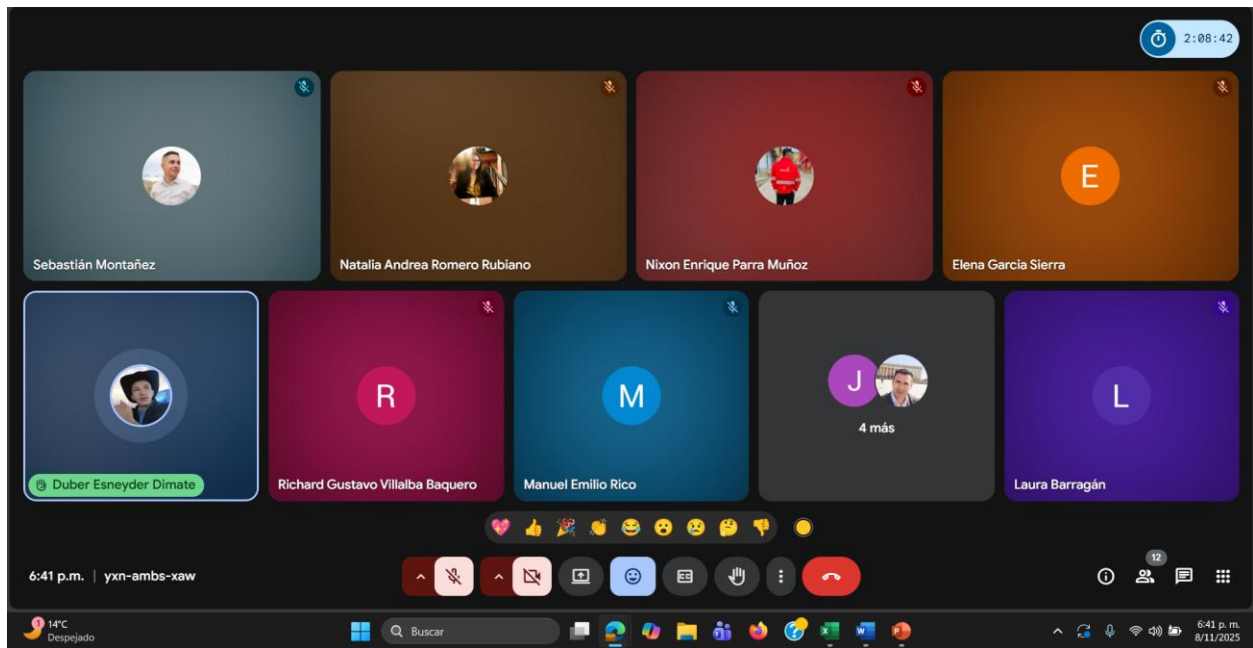 2:08:42
Sebastián Montañez
Natalia Andrea Romero Rubiano
Nixon Enrique Parra Muñoz
E
Elena Garcia Sierra
Duber Esneyder Dimate
R
Richard Gustavo Villalba Baquero
M
Manuel Emilio Rico
J
4 más
L
Laura Barragán
6:41 p.m. | yxn-ambs-xaw
CC
12
1
14°C
Despejado
Buscar
6:41 p. m.
8/11/2025